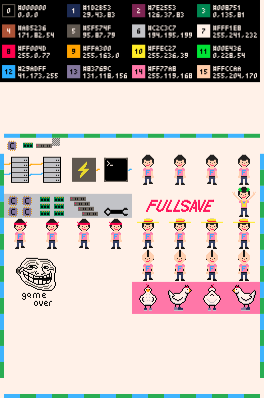 0 #000000 1 #1D2B53 2 #7E2553 3 #008751
0,0,0 29,43,83 126,37,83 0,135,81
4 #AB5236 5 #5F574F 6 #C2C3C7 7 #FFF1E8
171,82,54 95,87,79 194,195,199 255,241,232
8 #FF004D 9 #FFA300 10 #FFEC27 11 #00E436
255,0,77 255,163,0 255,236,39 0,228,54
12 #29ADFF 13 #83769C 14 #FF77A8 15 #FFCCAA
41,173,255 131,118,156 255,119,168 255,204,170
>_
FULLSAVE
game
over